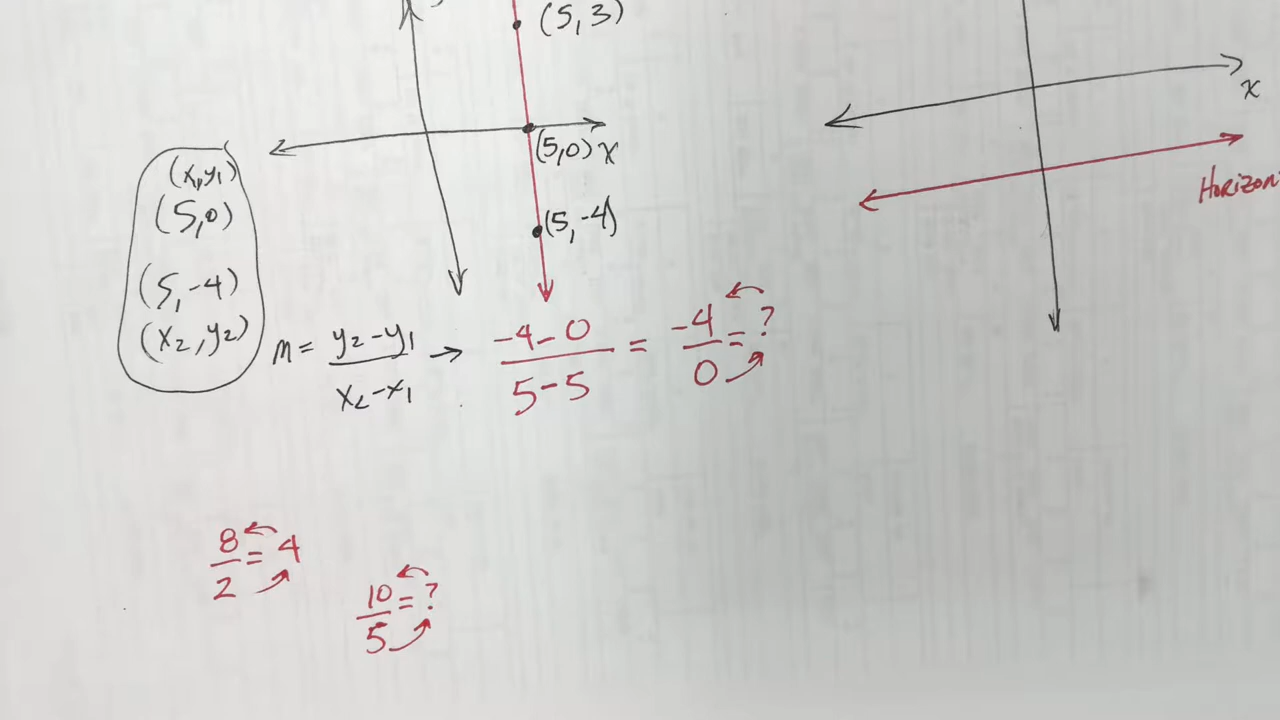 (5, 3)
x
(5,0) x
Horizon
(x₁,y₁)
(5,0)
(5,-4)
(5,-4)
(x₂,y₂)
m = y₂-y₁ / x₂-x₁ → -4-0 / 5-5 = -4 / 0 = ?
8 / 2 = 4
10 / 5 = ?